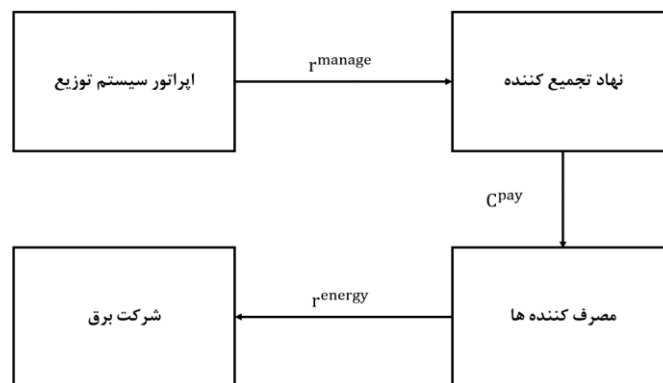 نهاد تجمیع کننده
r^manage
اپراتور سیستم توزیع
C^pay
مصرف کننده ها
r^energy
شرکت برق